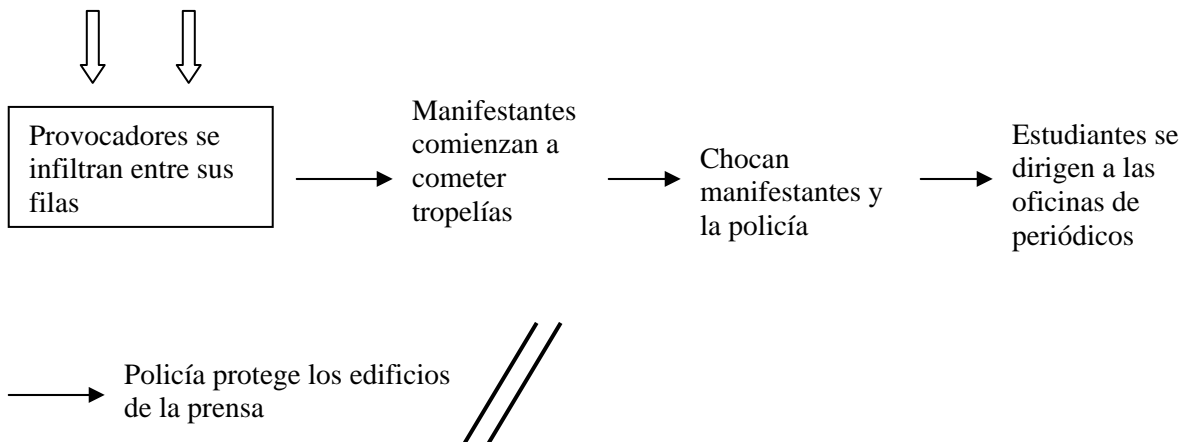 Provocadores se
infiltran entre sus
filas
Manifestantes
comienzan a
cometer
tropelías
Chocan
manifestantes y
la policía
Estudiantes se
dirigen a las
oficinas de
periódicos
Policía protege los edificios
de la prensa